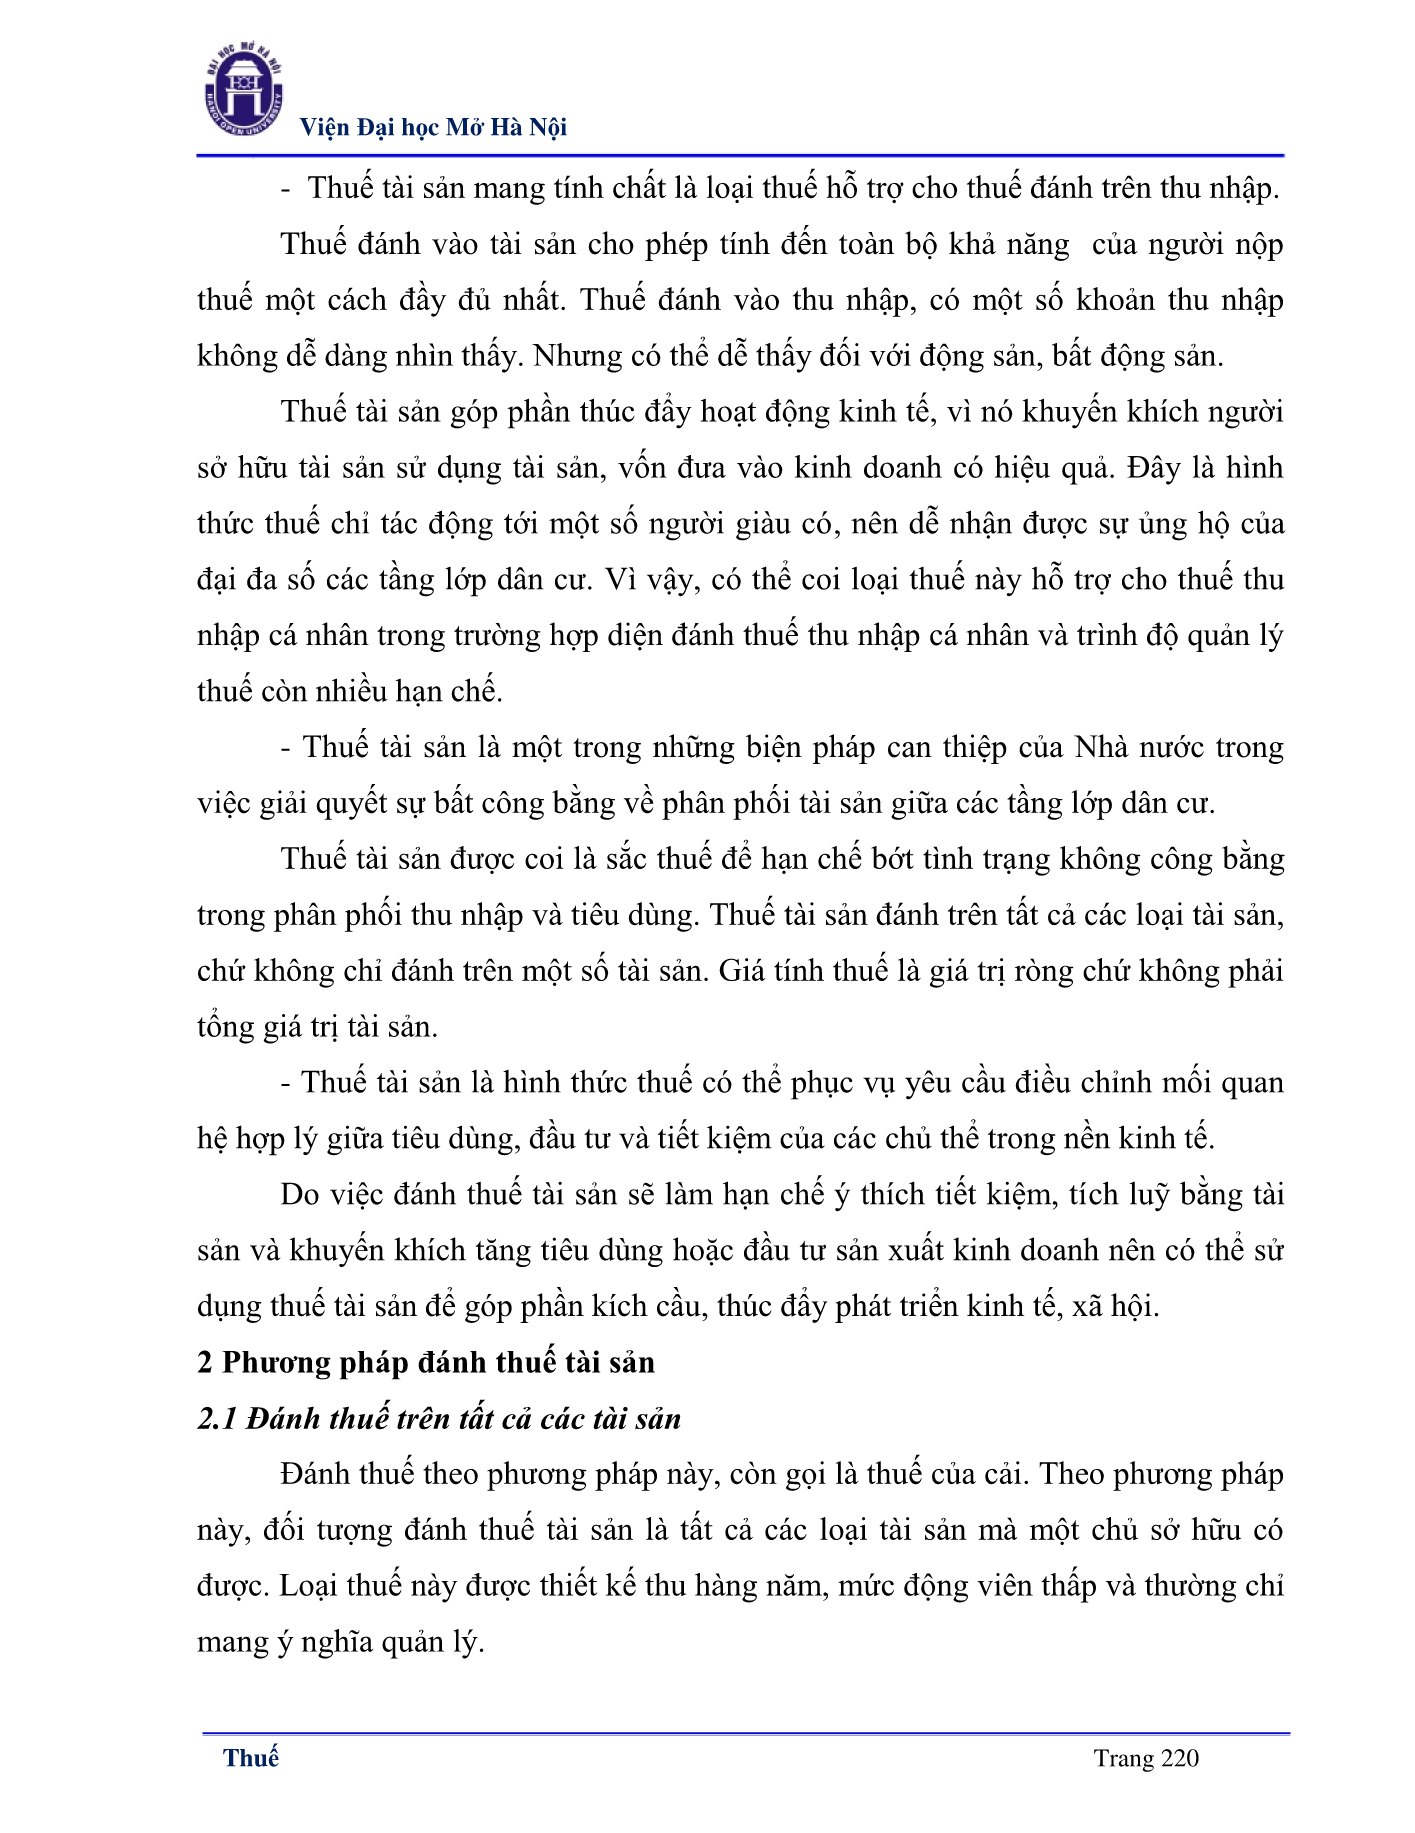 ĐẠI HỌC MỞ HÀ NỘI
HANOI OPEN UNIVERSITY
Viện Đại học Mở Hà Nội
- Thuế tài sản mang tính chất là loại thuế hỗ trợ cho thuế đánh trên thu nhập.
Thuế đánh vào tài sản cho phép tính đến toàn bộ khả năng của người nộp
thuế một cách đầy đủ nhất. Thuế đánh vào thu nhập, có một số khoản thu nhập
không dễ dàng nhìn thấy. Nhưng có thể dễ thấy đối với động sản, bất động sản.
Thuế tài sản góp phần thúc đẩy hoạt động kinh tế, vì nó khuyến khích người
sở hữu tài sản sử dụng tài sản, vốn đưa vào kinh doanh có hiệu quả. Đây là hình
thức thuế chỉ tác động tới một số người giàu có, nên dễ nhận được sự ủng hộ của
đại đa số các tầng lớp dân cư. Vì vậy, có thể coi loại thuế này hỗ trợ cho thuế thu
nhập cá nhân trong trường hợp diện đánh thuế thu nhập cá nhân và trình độ quản lý
thuế còn nhiều hạn chế.
- Thuế tài sản là một trong những biện pháp can thiệp của Nhà nước trong
việc giải quyết sự bất công bằng về phân phối tài sản giữa các tầng lớp dân cư.
Thuế tài sản được coi là sắc thuế để hạn chế bớt tình trạng không công bằng
trong phân phối thu nhập và tiêu dùng. Thuế tài sản đánh trên tất cả các loại tài sản,
chứ không chỉ đánh trên một số tài sản. Giá tính thuế là giá trị ròng chứ không phải
tổng giá trị tài sản.
- Thuế tài sản là hình thức thuế có thể phục vụ yêu cầu điều chỉnh mối quan
hệ hợp lý giữa tiêu dùng, đầu tư và tiết kiệm của các chủ thể trong nền kinh tế.
Do việc đánh thuế tài sản sẽ làm hạn chế ý thích tiết kiệm, tích luỹ bằng tài
sản và khuyến khích tăng tiêu dùng hoặc đầu tư sản xuất kinh doanh nên có thể sử
dụng thuế tài sản để góp phần kích cầu, thúc đẩy phát triển kinh tế, xã hội.
2 Phương pháp đánh thuế tài sản
2.1 Đánh thuế trên tất cả các tài sản
Đánh thuế theo phương pháp này, còn gọi là thuế của cải. Theo phương pháp
này, đối tượng đánh thuế tài sản là tất cả các loại tài sản mà một chủ sở hữu có
được. Loại thuế này được thiết kế thu hàng năm, mức động viên thấp và thường chỉ
mang ý nghĩa quản lý.
Thuế
Trang 220